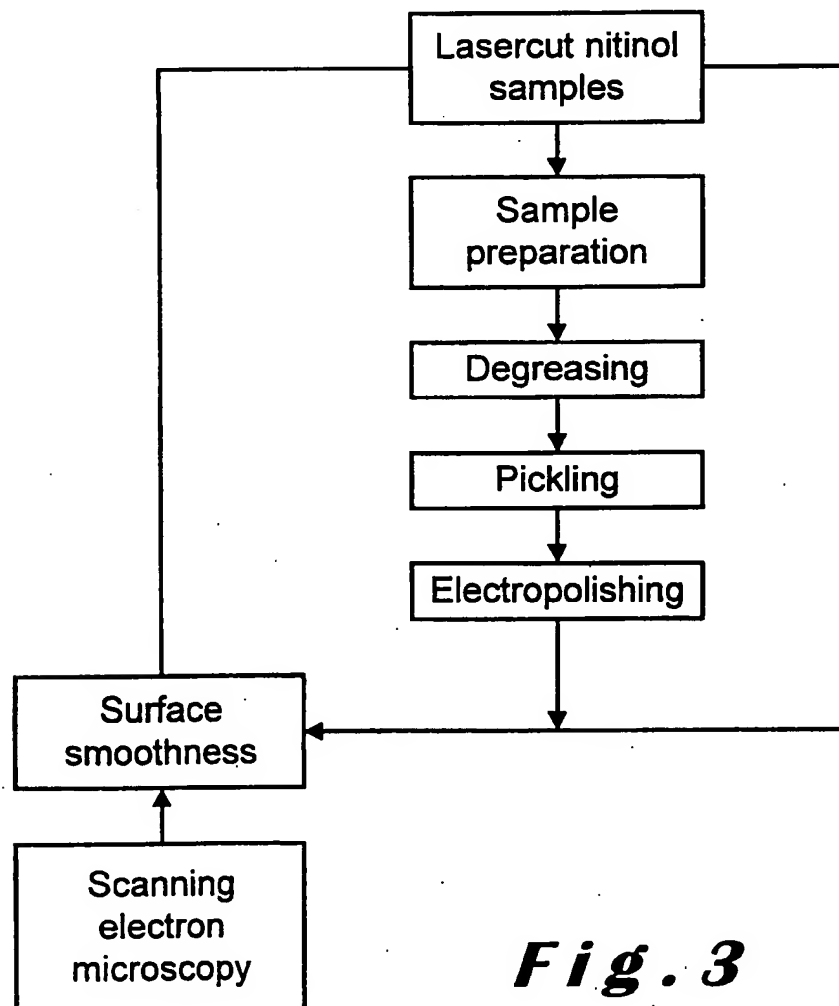 Lasercut nitinol
samples
Sample
preparation
Degreasing
Pickling
Electropolishing
Surface
smoothness
Scanning
electron
microscopy
Fig.3